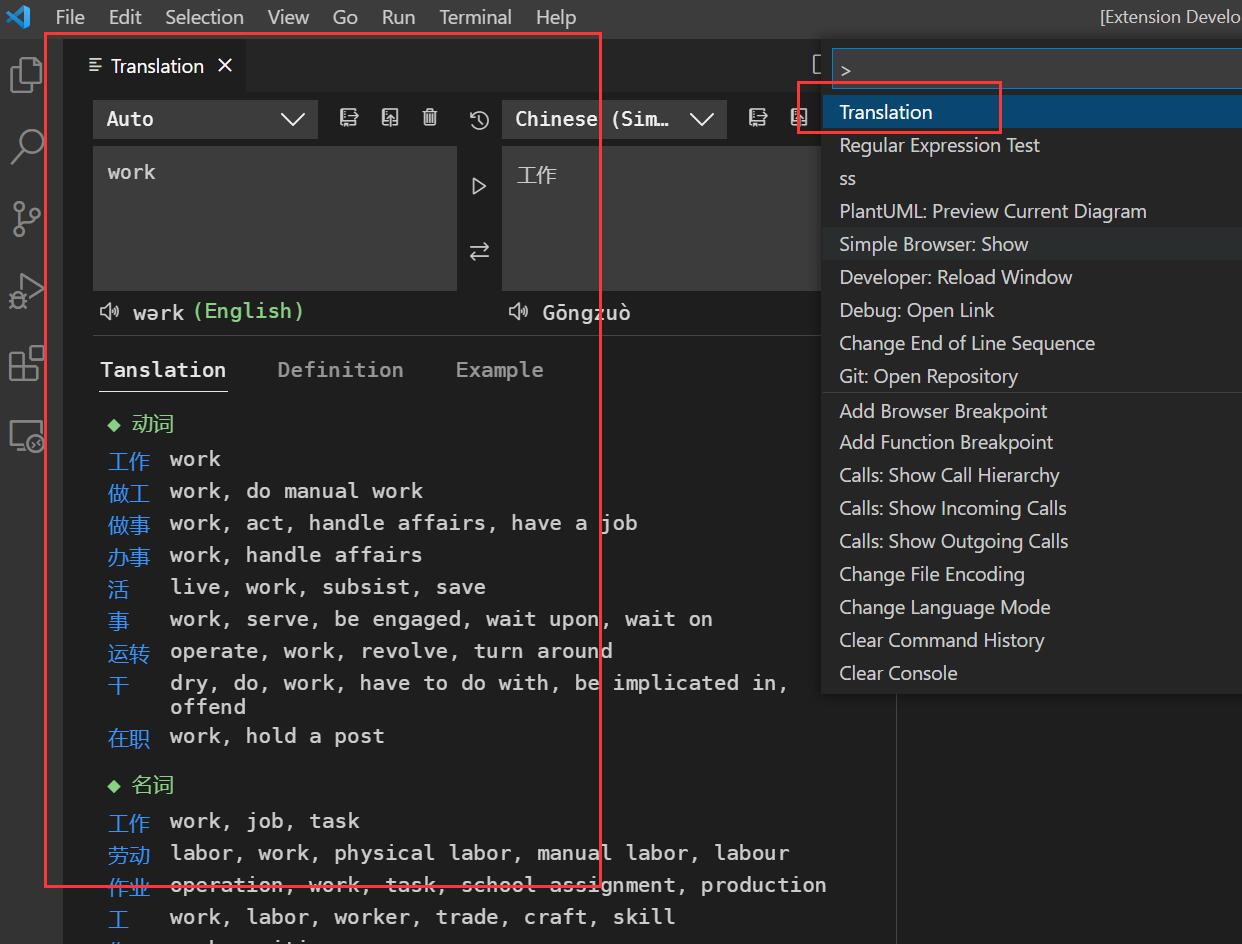 File Edit Selection View Go Run Terminal Help [Extension Develo
Translation
Auto
Chinese (Sim…
work
工作
wərk (English)
Gōngzuò
Tanslation Definition Example
动词
工作 work
做工 work, do manual work
做事 work, act, handle affairs, have a job
办事 work, handle affairs
活 live, work, subsist, save
事 work, serve, be engaged, wait upon, wait on
运转 operate, work, revolve, turn around
干 dry, do, work, have to do with, be implicated in,
offend
在职 work, hold a post
名词
工作 work, job, task
劳动 labor, work, physical labor, manual labor, labour
作业 operation, work, task, school assignment, production
工 work, labor, worker, trade, craft, skill
>
Translation
Regular Expression Test
ss
PlantUML: Preview Current Diagram
Simple Browser: Show
Developer: Reload Window
Debug: Open Link
Change End of Line Sequence
Git: Open Repository
Add Browser Breakpoint
Add Function Breakpoint
Calls: Show Call Hierarchy
Calls: Show Incoming Calls
Calls: Show Outgoing Calls
Change File Encoding
Change Language Mode
Clear Command History
Clear Console